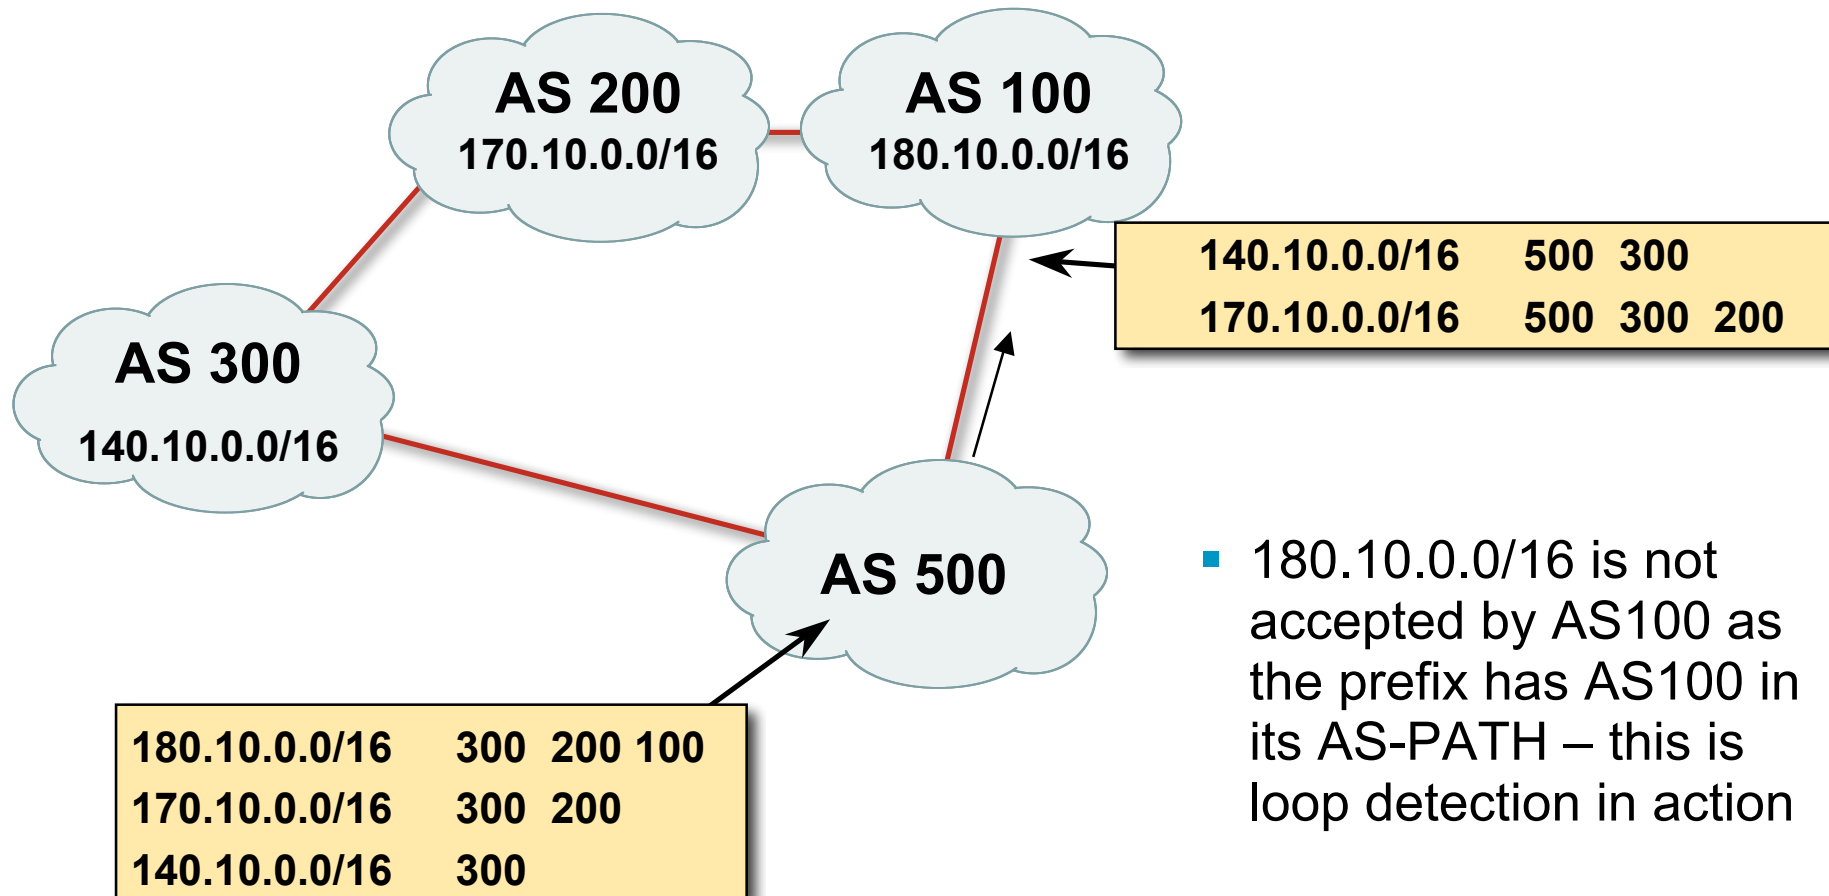 AS 200
170.10.0.0/16
AS 100
180.10.0.0/16
140.10.0.0/16 500 300
170.10.0.0/16 500 300 200
AS 300
140.10.0.0/16
AS 500
180.10.0.0/16 is not
accepted by AS100 as
the prefix has AS100 in
its AS-PATH – this is
loop detection in action
180.10.0.0/16 300 200 100
170.10.0.0/16 300 200
140.10.0.0/16 300